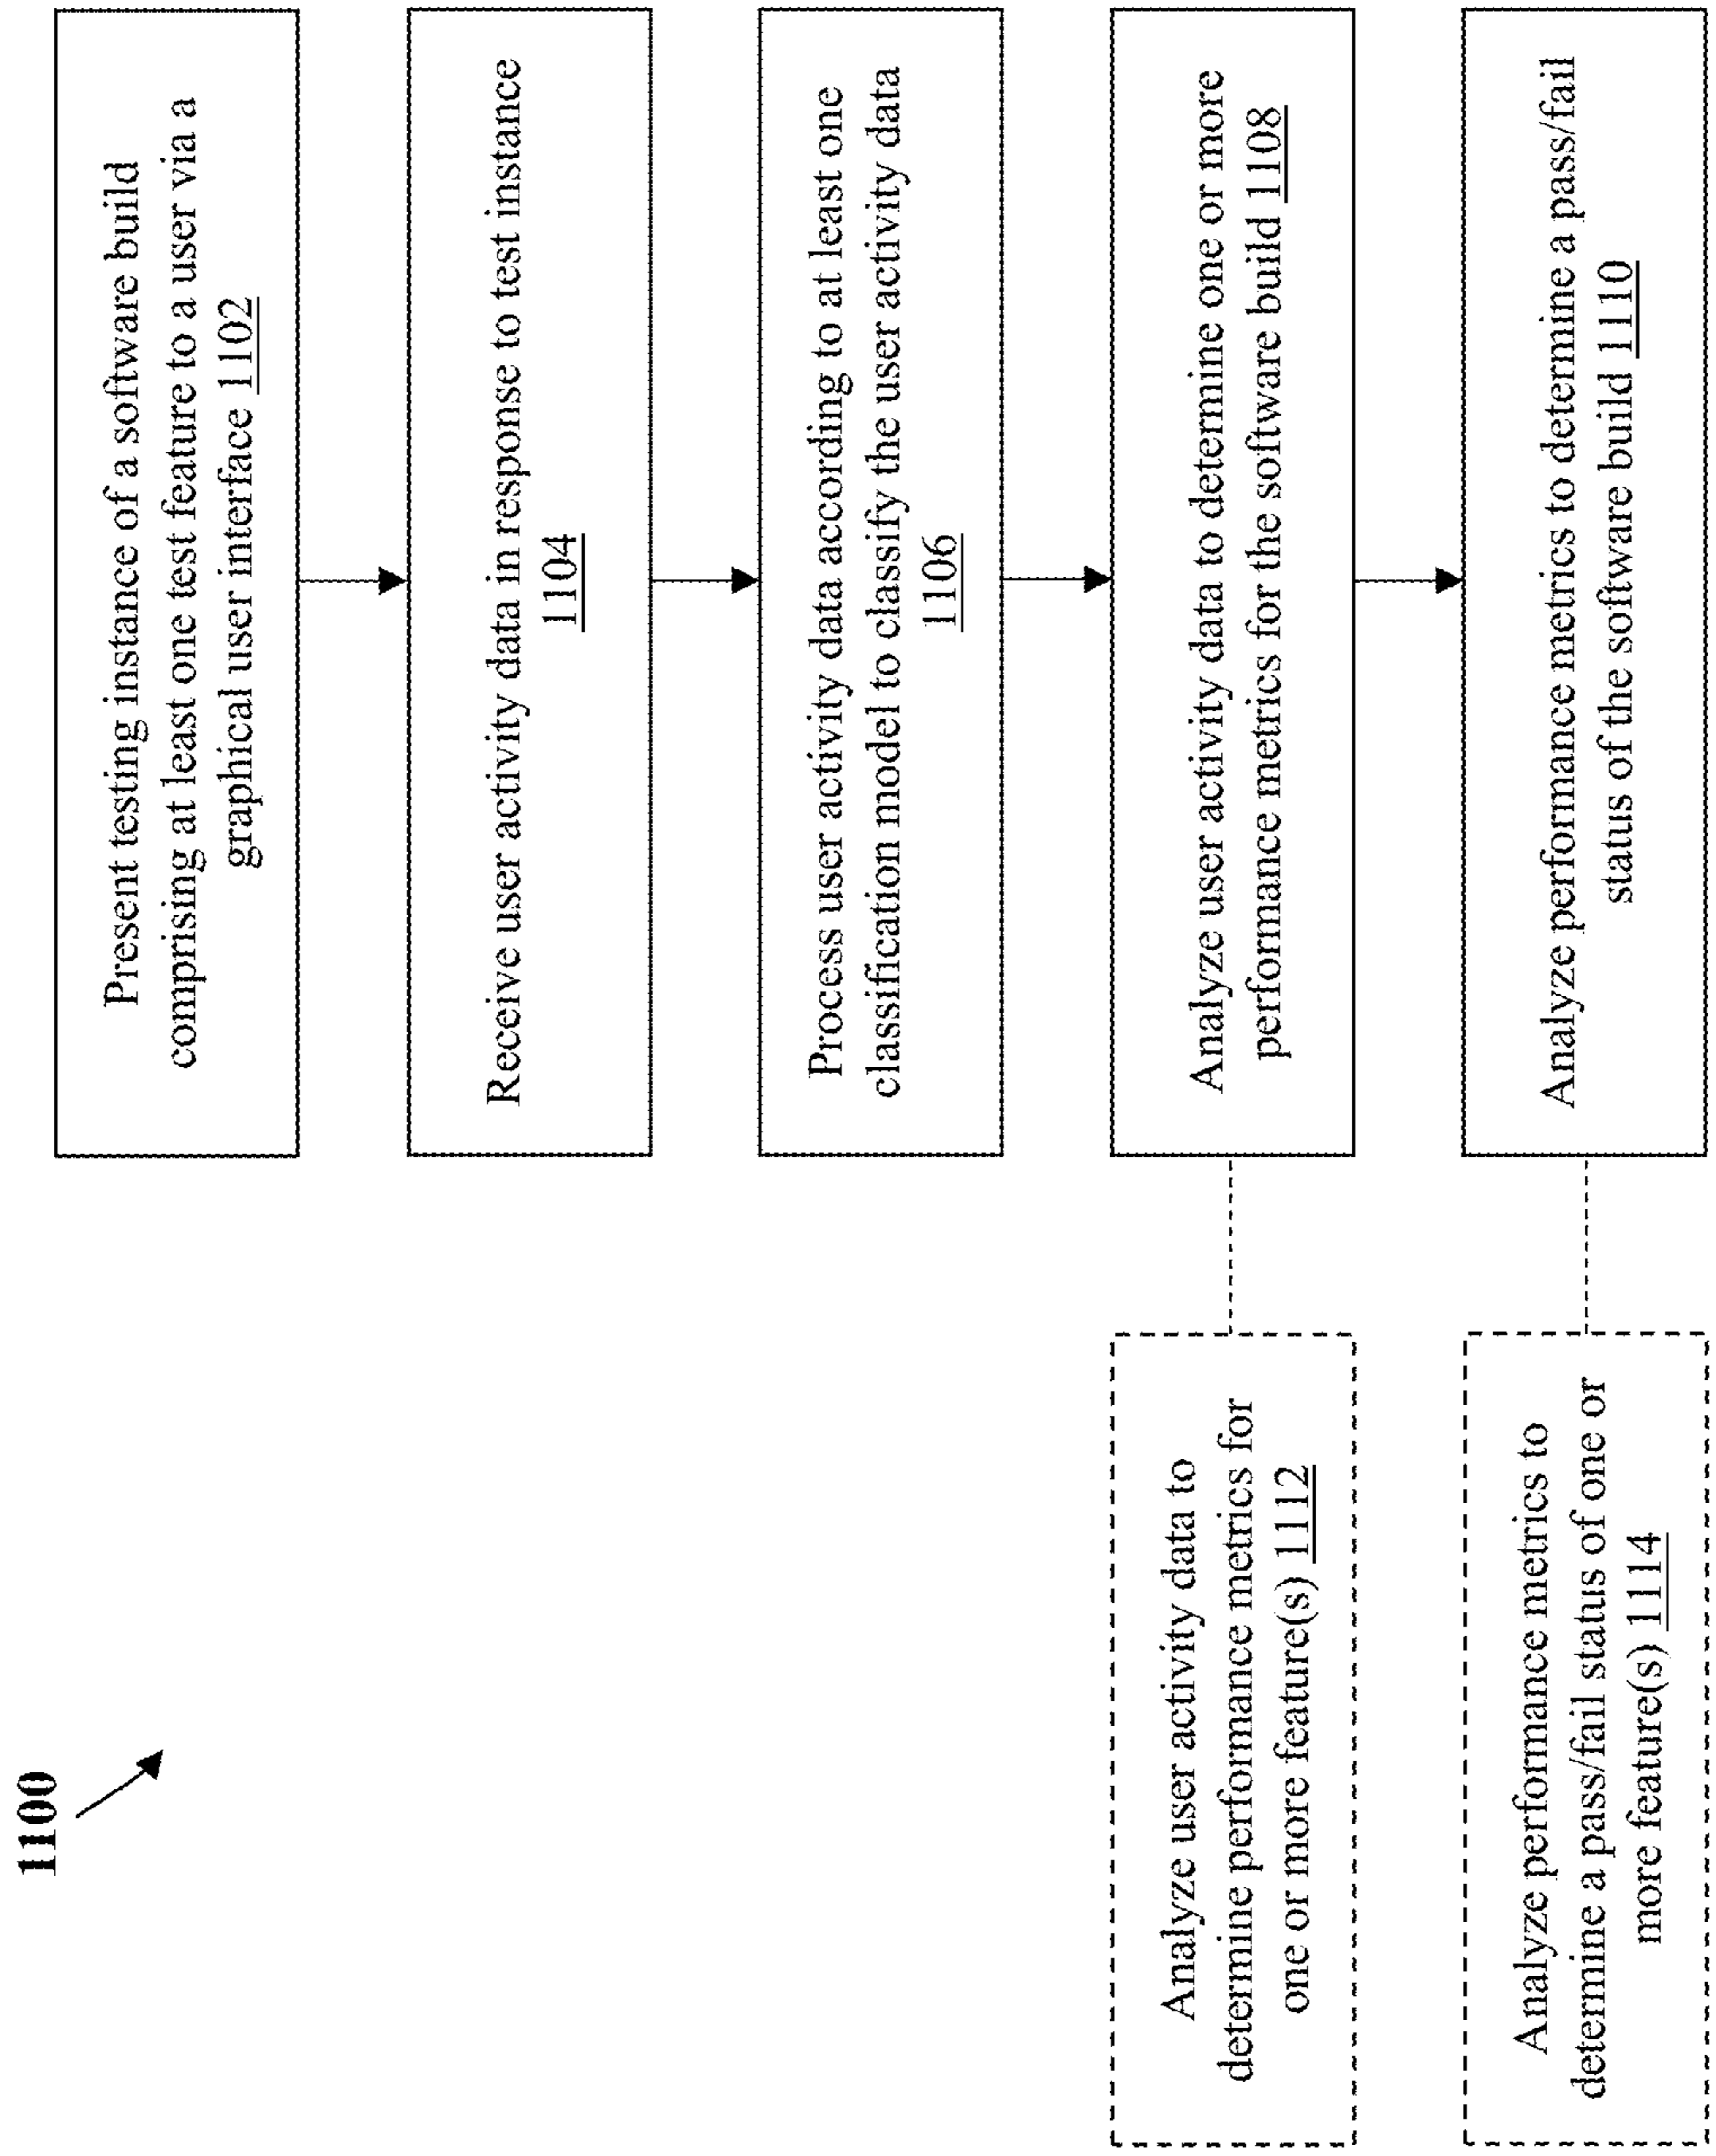 1100
Present testing instance of a software build
comprising at least one test feature to a user via a
graphical user interface 1102
Receive user activity data in response to test instance
1104
Process user activity data according to at least one
classification model to classify the user activity data
1106
Analyze user activity data to determine one or more
performance metrics for the software build 1108
Analyze user activity data to
determine performance metrics for
one or more feature(s) 1112
Analyze performance metrics to determine a pass/fail
status of the software build 1110
Analyze performance metrics to
determine a pass/fail status of one or
more feature(s) 1114